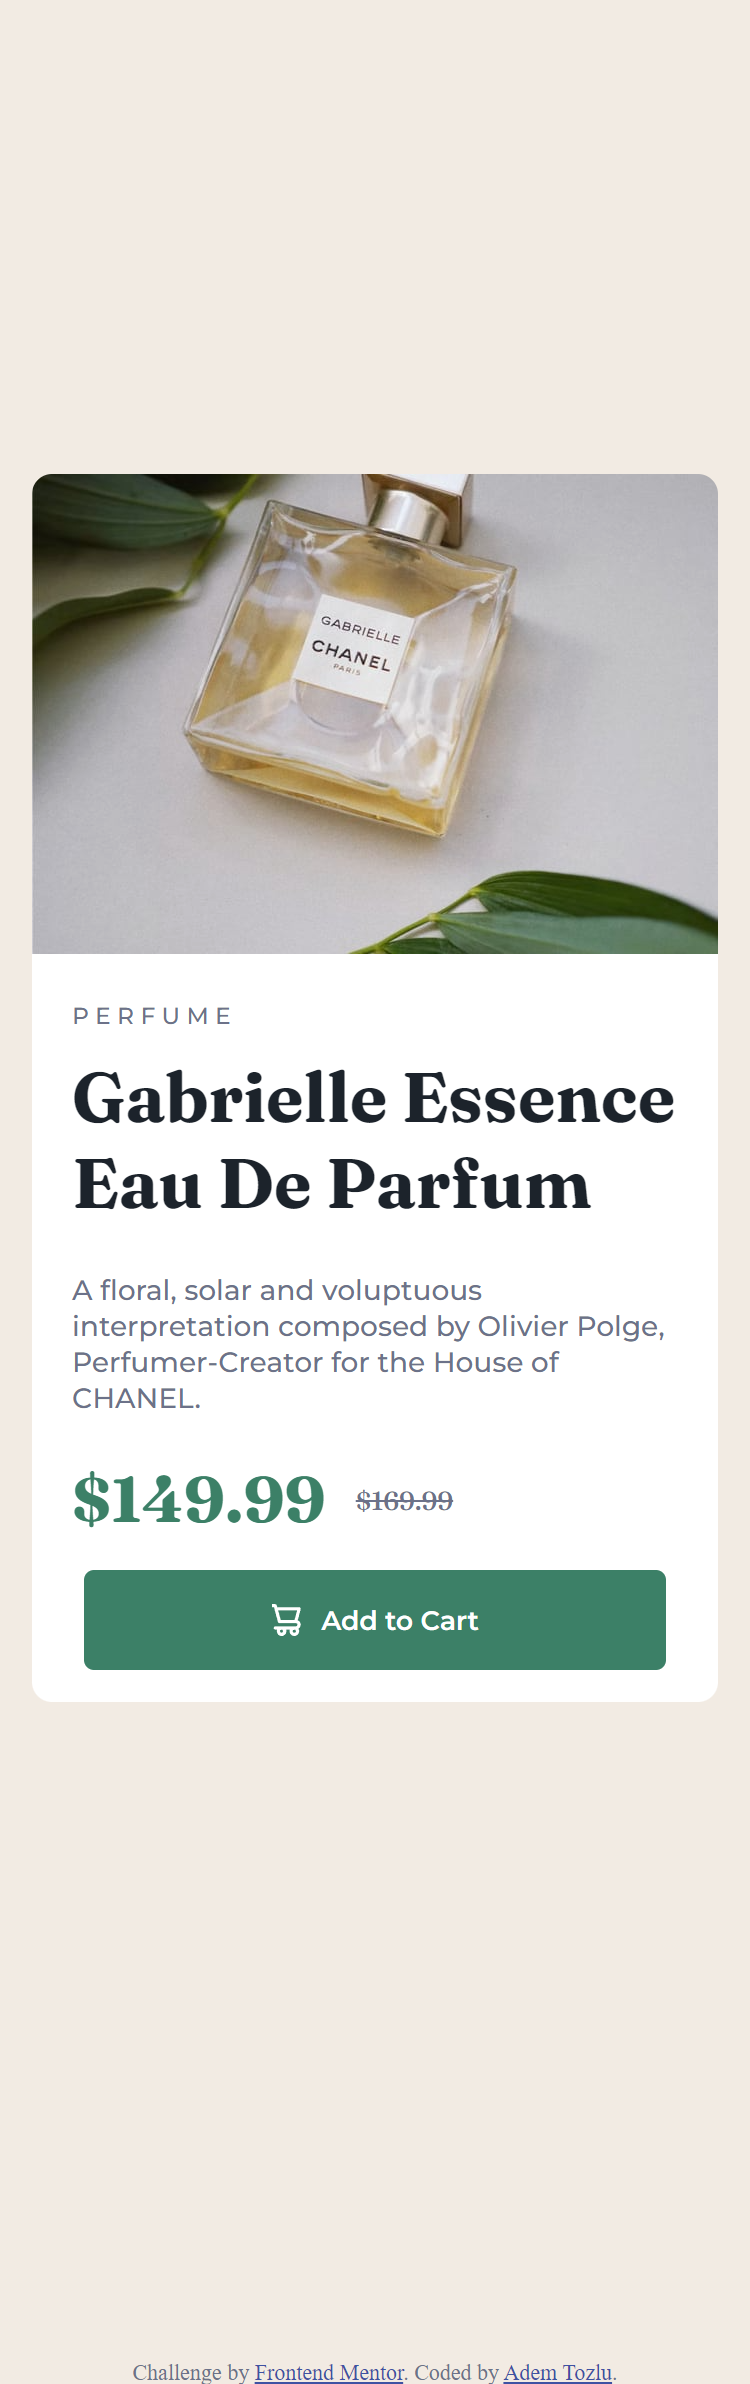 GABRIELLE
CHANEL
PARIS
PERFUME
Gabrielle Essence
Eau De Parfum
A floral, solar and voluptuous
interpretation composed by Olivier Polge,
Perfumer-Creator for the House of
CHANEL.
$149.99 $169.99
Add to Cart
Challenge by Frontend Mentor. Coded by Adem Tozlu.